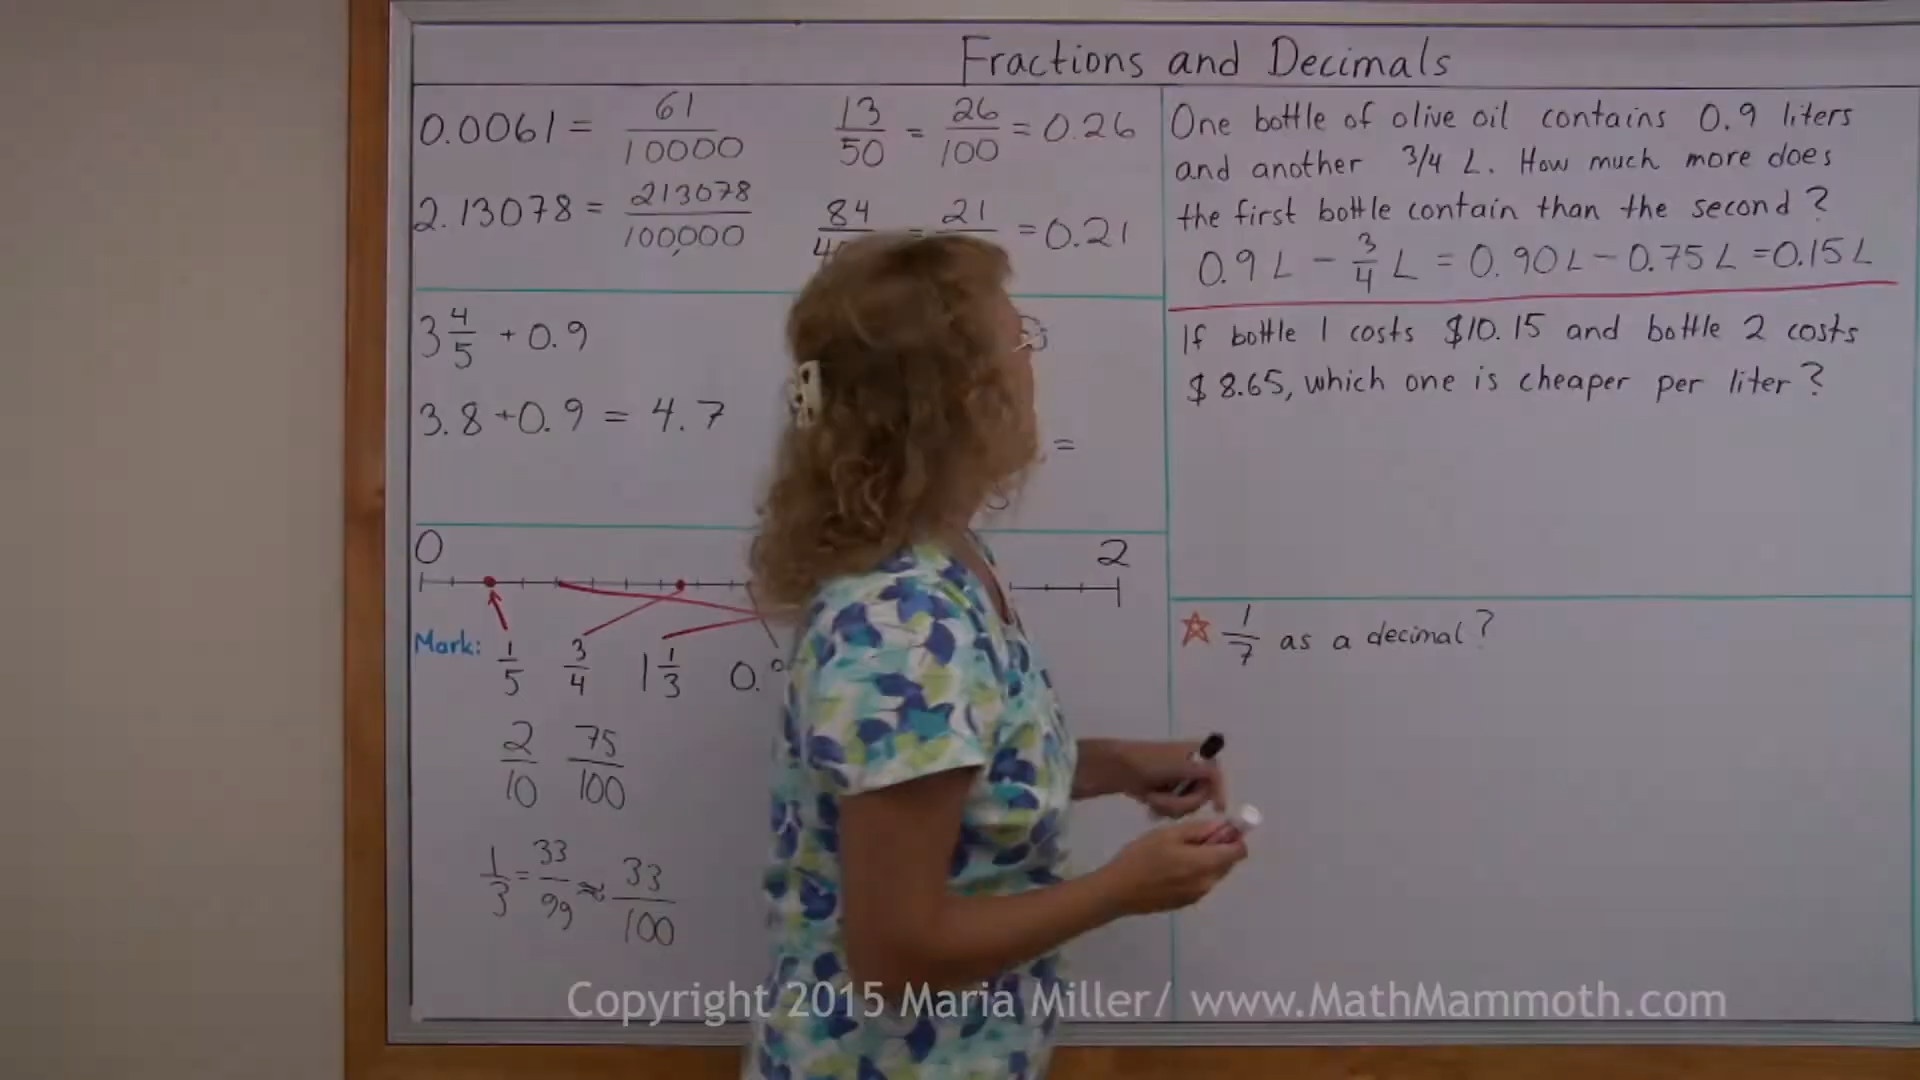 Fractions and Decimals
0.0061 = 61/10000
13/50 = 26/100 = 0.26
2.13078 = 213078/100,000
84 = 21 = 0.21
3 4/5 + 0.9
3.8 + 0.9 = 4.7
=
0 2
Mark: 1/5 3/4 1 1/3 0.
2/10 75/100
1/3 = 33/99 ≈ 33/100
One bottle of olive oil contains 0.9 liters
and another 3/4 L. How much more does
the first bottle contain than the second?
0.9 L - 3/4 L = 0.90 L - 0.75 L = 0.15 L
If bottle 1 costs $10.15 and bottle 2 costs
$8.65, which one is cheaper per liter?
1/7 as a decimal?
Copyright 2015 Maria Miller/ www.MathMammoth.com